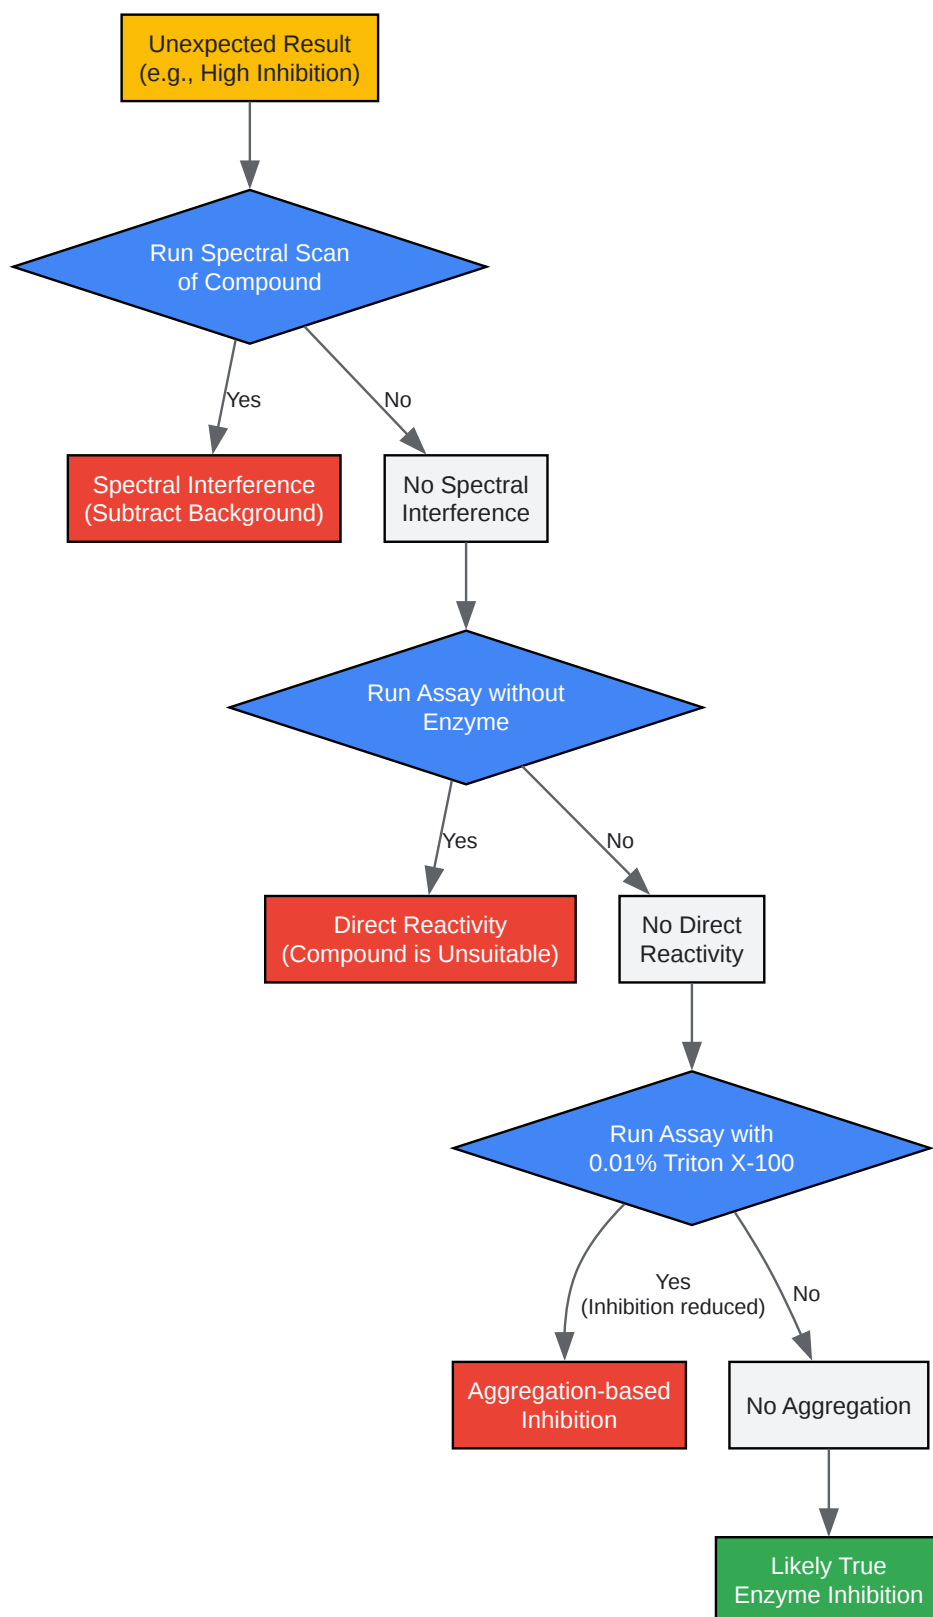 Unexpected Result
(e.g., High Inhibition)
Run Spectral Scan
of Compound
Yes
No
Spectral Interference
(Subtract Background)
No Spectral
Interference
Run Assay without
Enzyme
Yes
No
Direct Reactivity
(Compound is Unsuitable)
No Direct
Reactivity
Run Assay with
0.01% Triton X-100
Yes
(Inhibition reduced)
No
Aggregation-based
Inhibition
No Aggregation
Likely True
Enzyme Inhibition